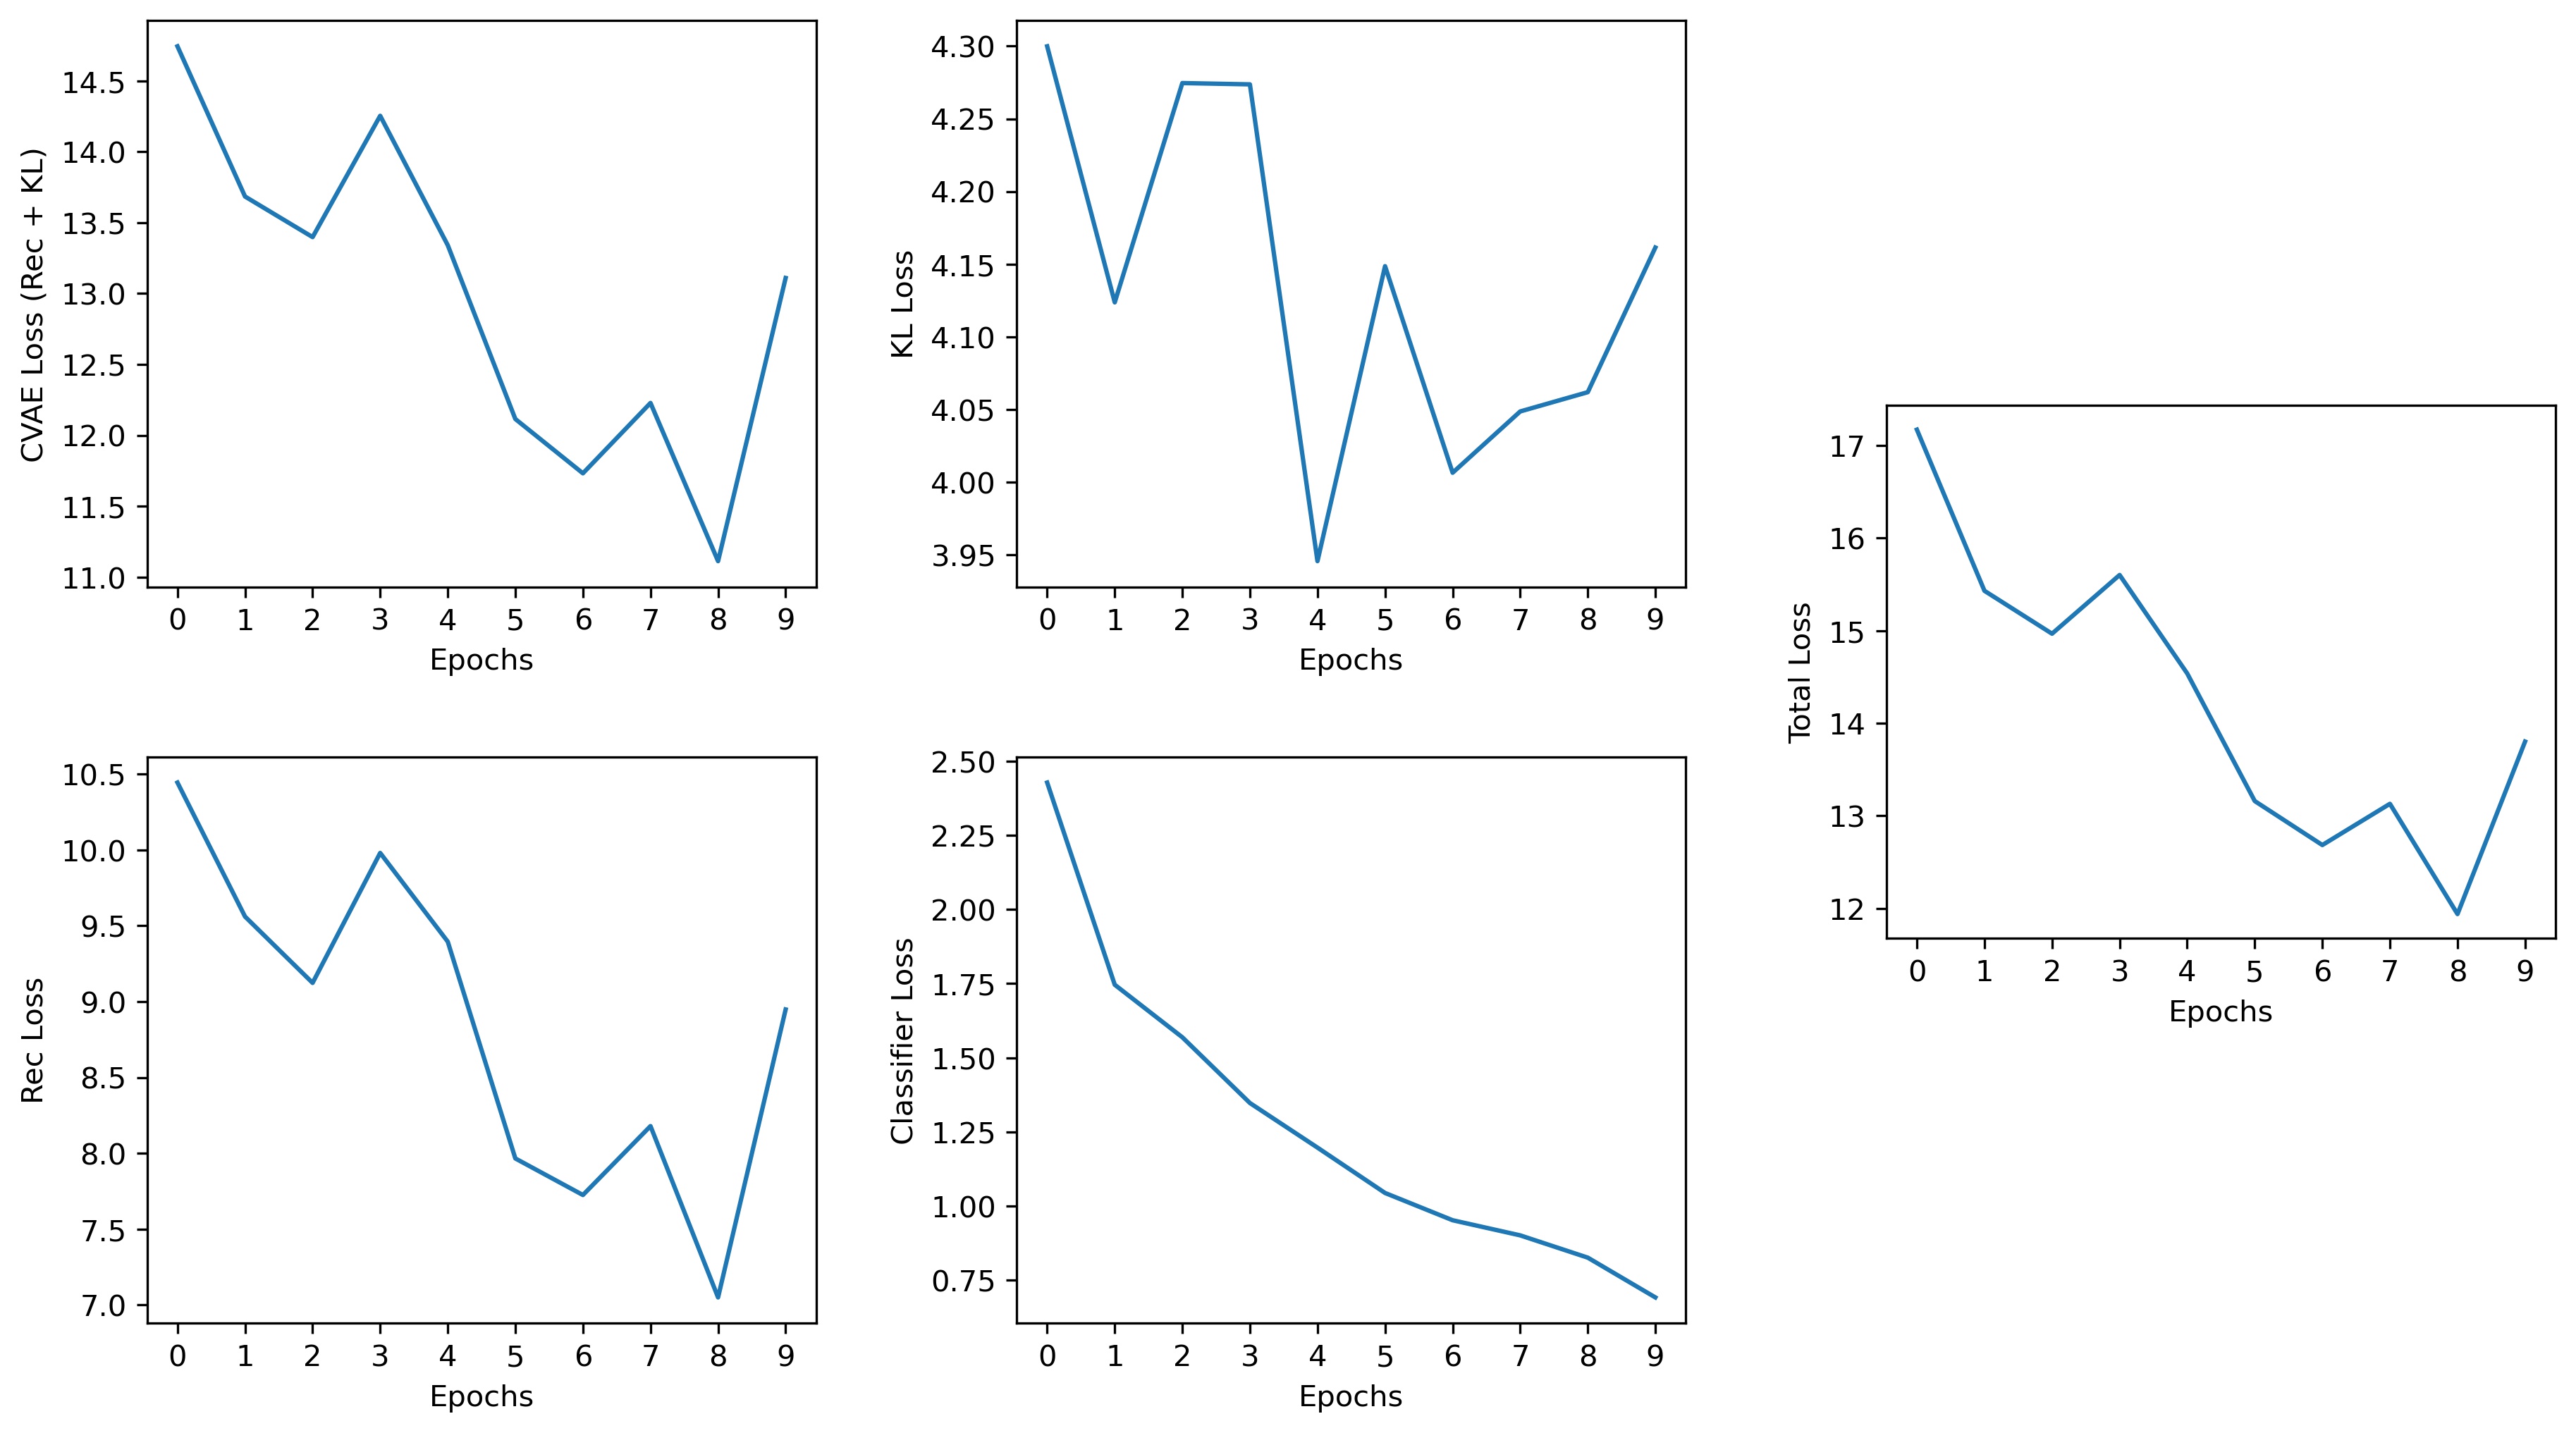 CVAE Loss (Rec + KL)
14.5
14.0
13.5
13.0
12.5
12.0
11.5
11.0
0 1 2 3 4 5 6 7 8 9
Epochs
KL Loss
4.30
4.25
4.20
4.15
4.10
4.05
4.00
3.95
0 1 2 3 4 5 6 7 8 9
Epochs
Rec Loss
10.5
10.0
9.5
9.0
8.5
8.0
7.5
7.0
0 1 2 3 4 5 6 7 8 9
Epochs
Classifier Loss
2.50
2.25
2.00
1.75
1.50
1.25
1.00
0.75
0 1 2 3 4 5 6 7 8 9
Epochs
Total Loss
17
16
15
14
13
12
0 1 2 3 4 5 6 7 8 9
Epochs